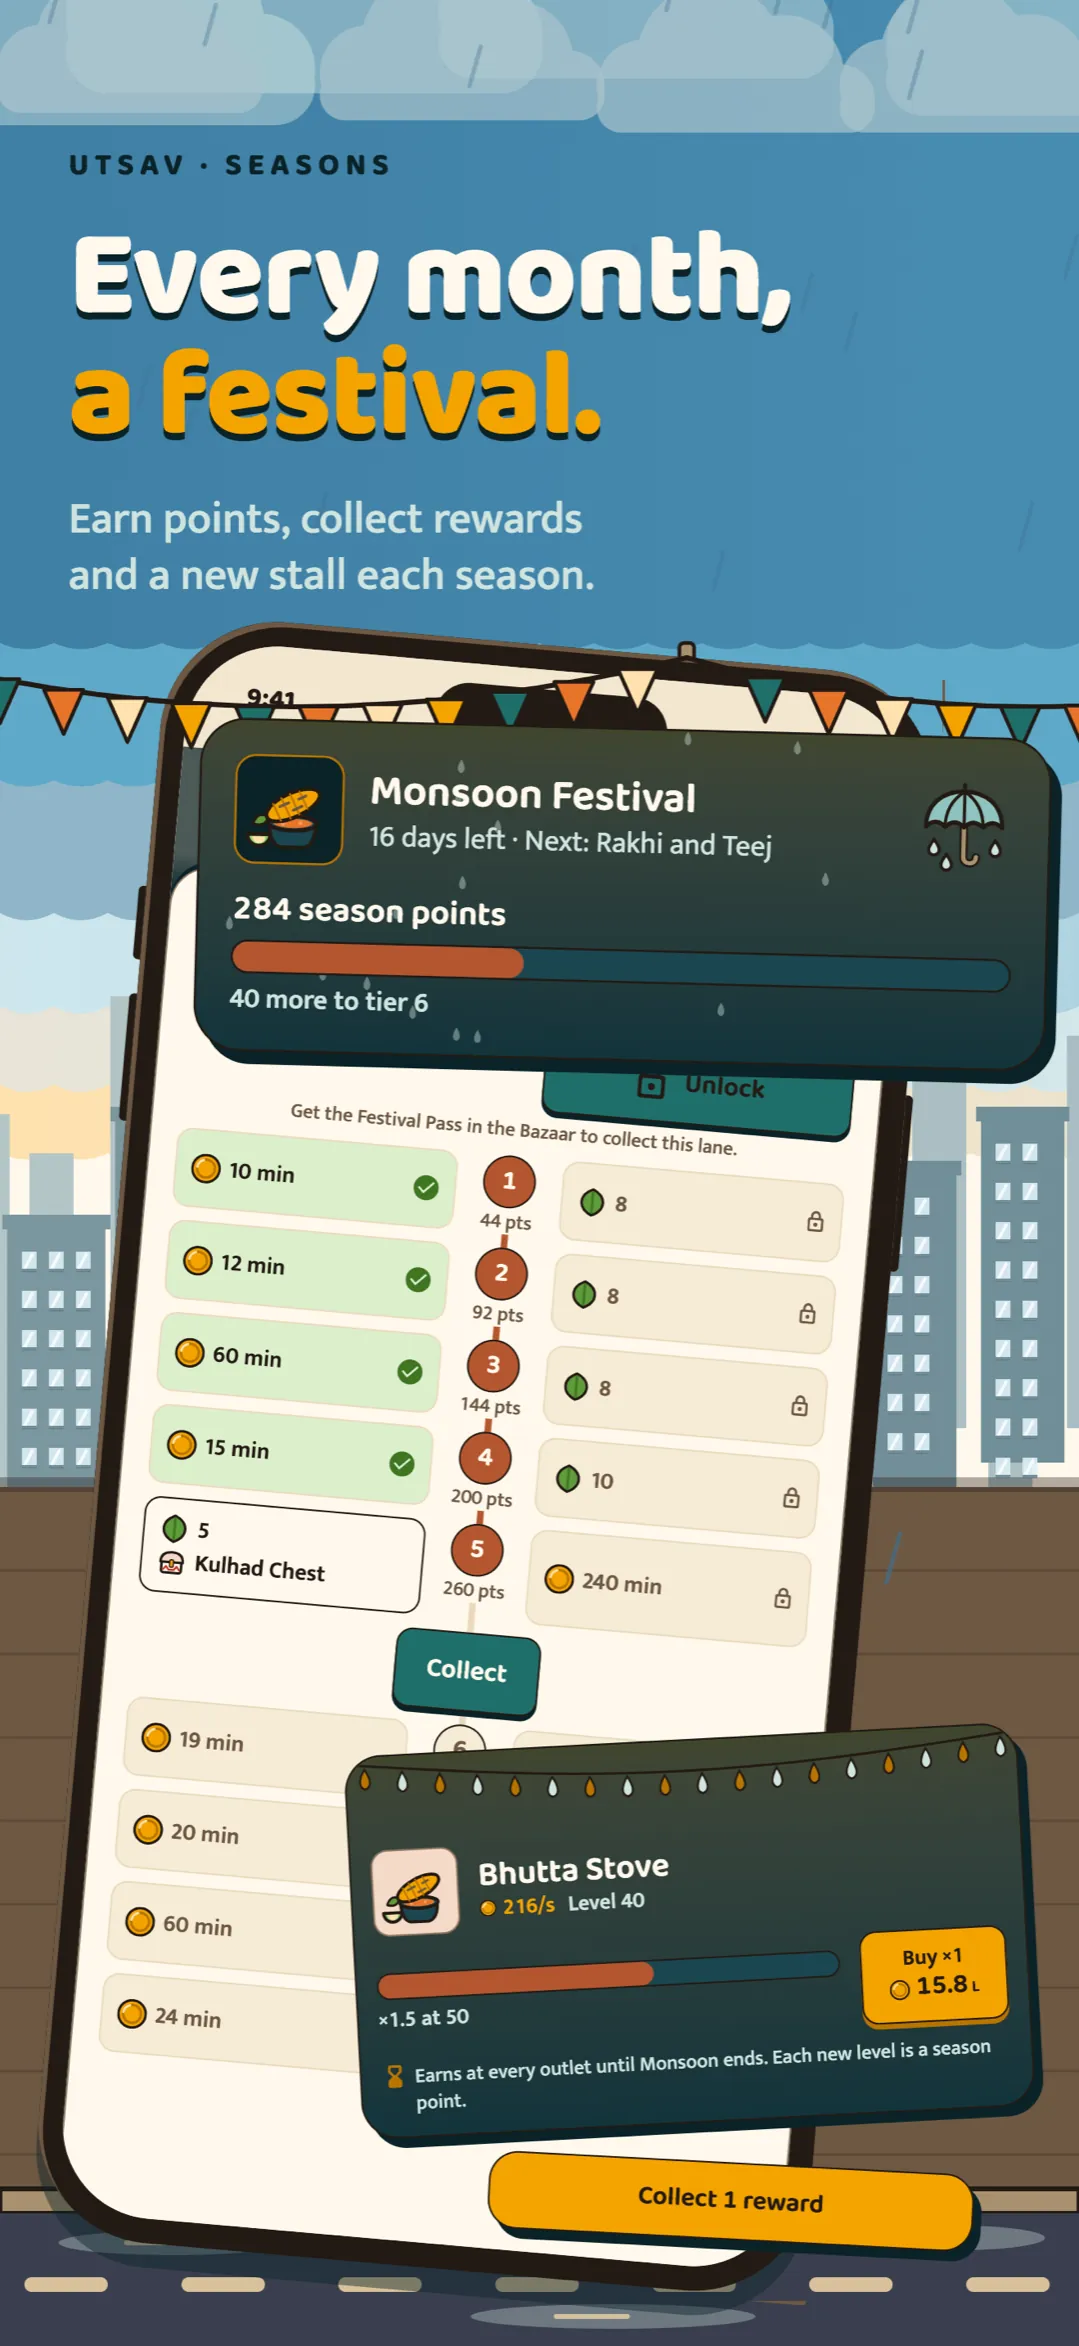 UTSAV · SEASONS
Every month,
a festival.
Earn points, collect rewards
and a new stall each season.
9:41
Monsoon Festival
16 days left · Next: Rakhi and Teej
284 season points
40 more to tier 6
Unlock
Get the Festival Pass in the Bazaar to collect this lane.
10 min
1
44 pts
8
12 min
2
92 pts
8
60 min
3
144 pts
8
15 min
4
200 pts
10
5
Kulhad Chest
5
260 pts
240 min
Collect
19 min
6
20 min
60 min
24 min
Bhutta Stove
216/s Level 40
×1.5 at 50
Buy ×1
15.8 L
Earns at every outlet until Monsoon ends. Each new level is a season
point.
Collect 1 reward